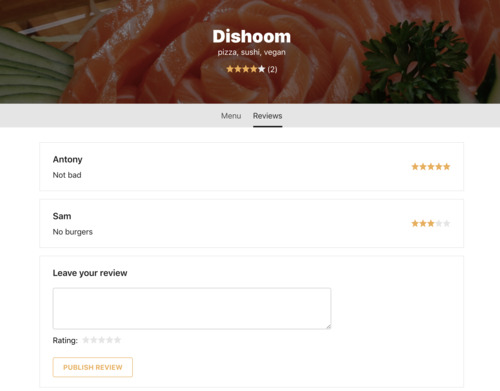 Dishoom
pizza, sushi, vegan
(2)
Menu
Reviews
Antony
Not bad
Sam
No burgers
Leave your review
Rating:
PUBLISH REVIEW